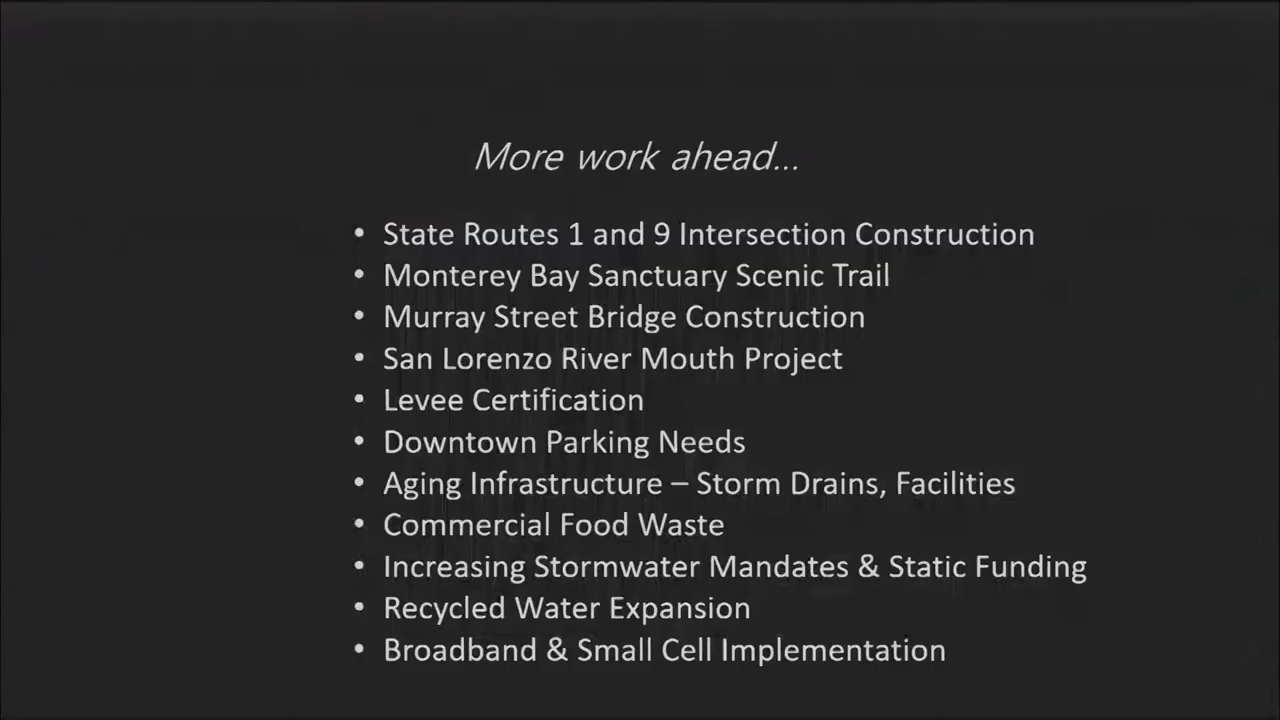 More work ahead...
• State Routes 1 and 9 Intersection Construction
• Monterey Bay Sanctuary Scenic Trail
• Murray Street Bridge Construction
• San Lorenzo River Mouth Project
• Levee Certification
• Downtown Parking Needs
• Aging Infrastructure – Storm Drains, Facilities
• Commercial Food Waste
• Increasing Stormwater Mandates & Static Funding
• Recycled Water Expansion
• Broadband & Small Cell Implementation